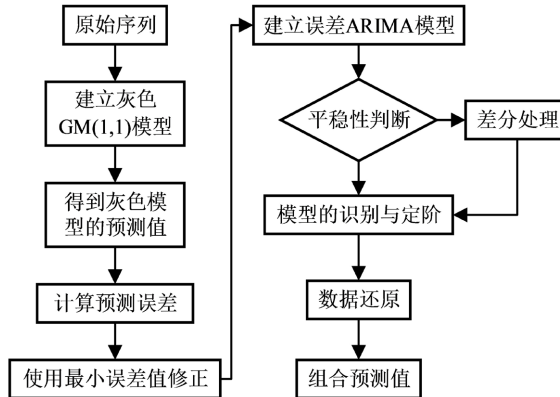 原始序列
建立灰色
GM(1,1)模型
得到灰色模
型的预测值
计算预测误差
使用最小误差值修正
建立误差ARIMA模型
平稳性判断
差分处理
模型的识别与定阶
数据还原
组合预测值